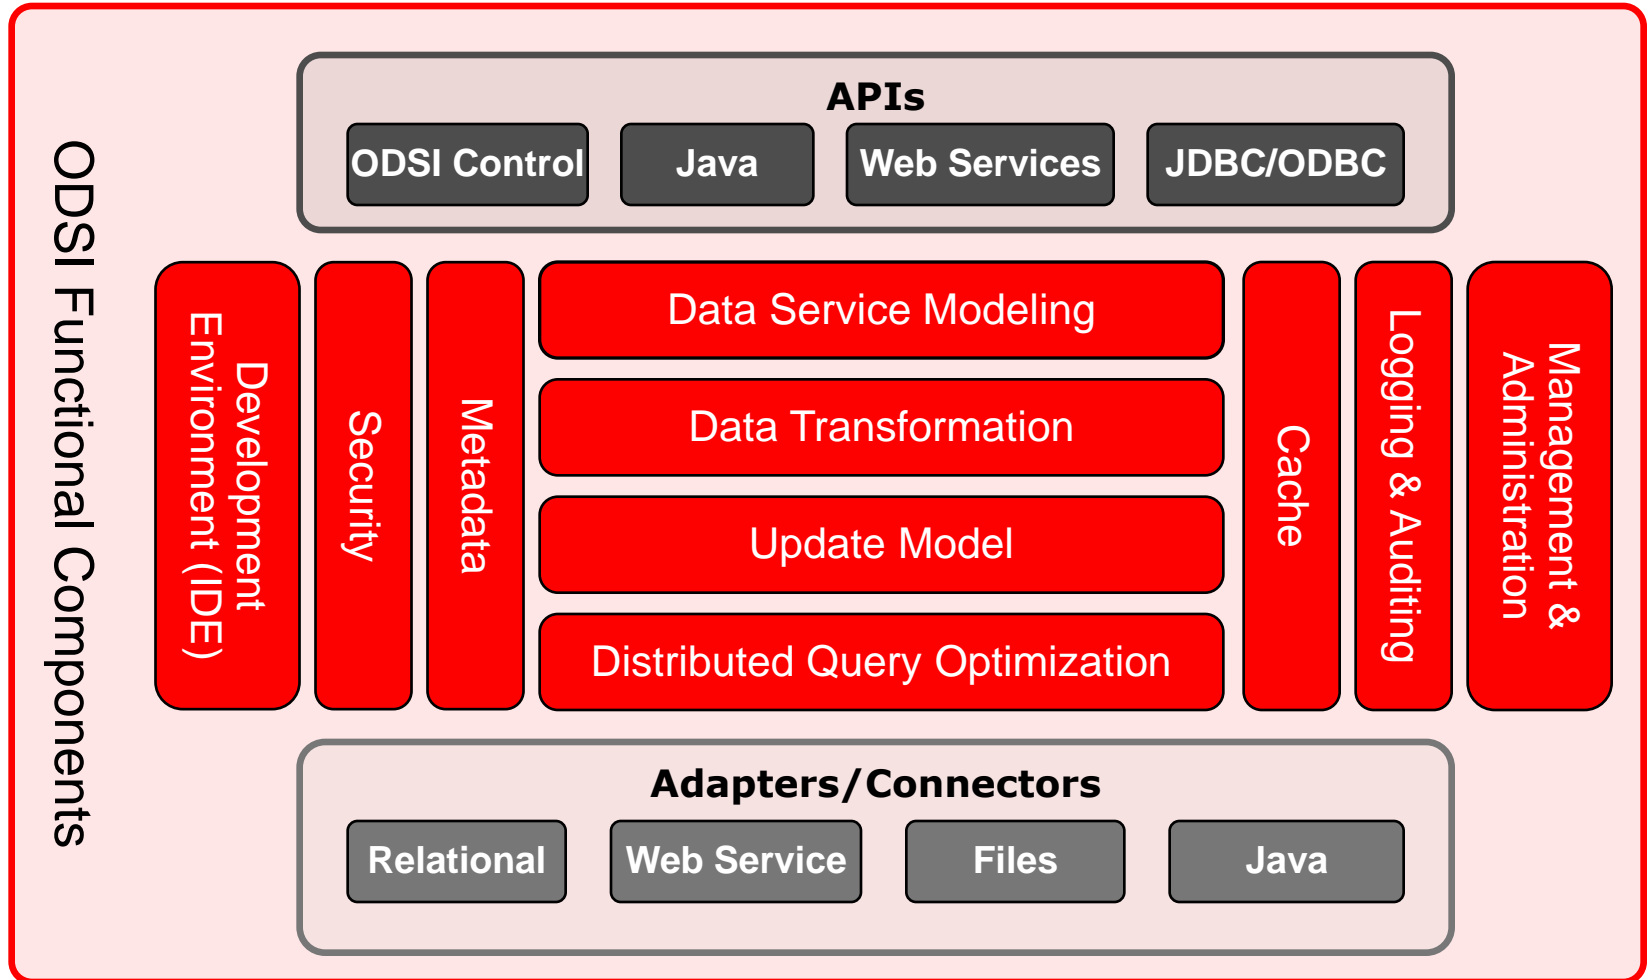 ODSI Functional Components
APIs
ODSI Control
Java
Web Services
JDBC/ODBC
Development
Environment (IDE)
Security
Metadata
Data Service Modeling
Data Transformation
Update Model
Distributed Query Optimization
Cache
Logging & Auditing
Management &
Administration
Adapters/Connectors
Relational
Web Service
Files
Java